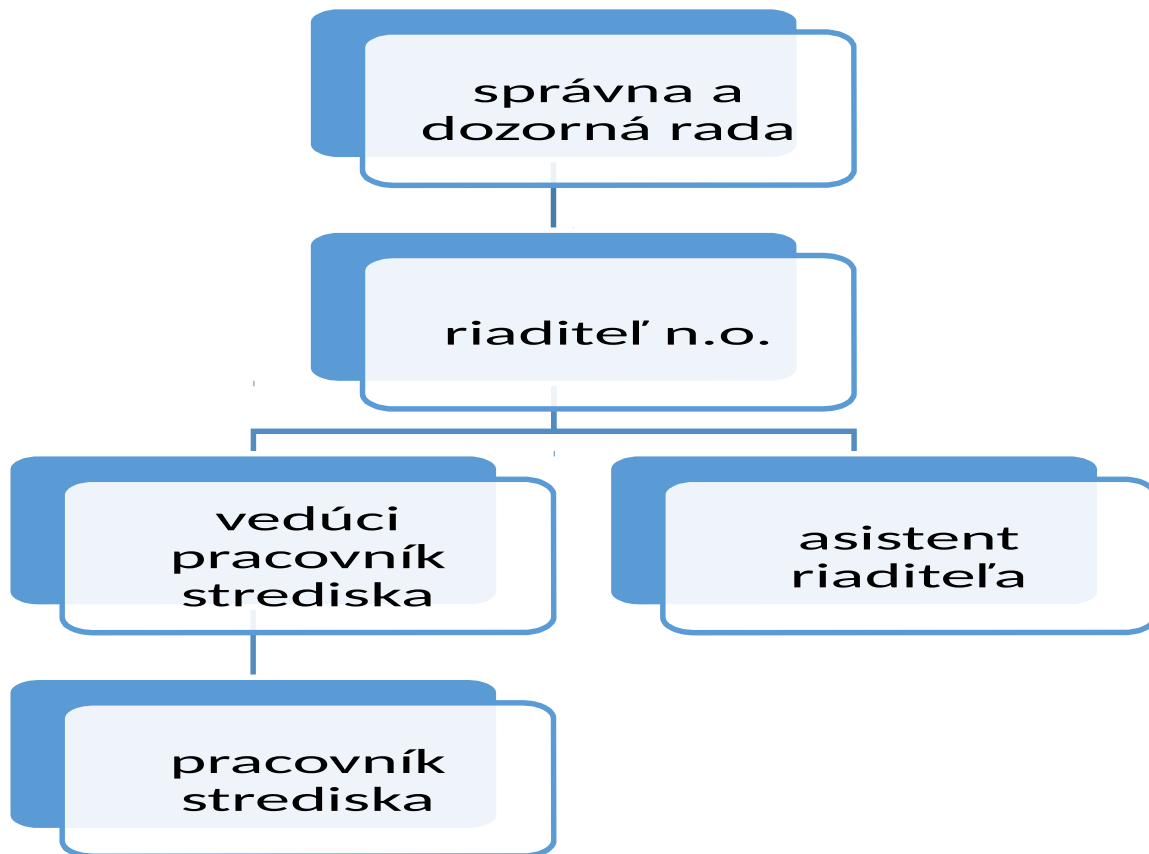 správna a
dozorná rada
riaditeľ n.o.
vedúci
pracovník
strediska
asistent
riaditeľa
pracovník
strediska